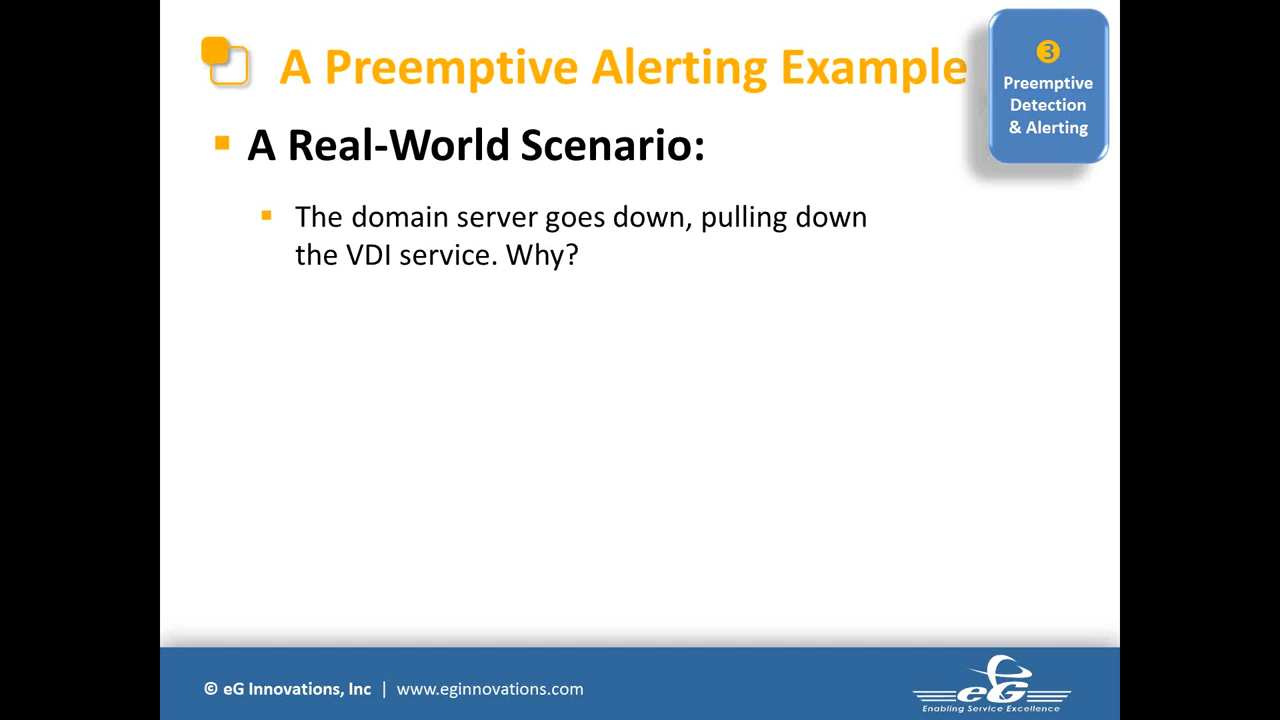 A Preemptive Alerting Example
❸
Preemptive
Detection
& Alerting
A Real-World Scenario:
The domain server goes down, pulling down
the VDI service. Why?
© eG Innovations, Inc | www.eginnovations.com
eG
Enabling Service Excellence